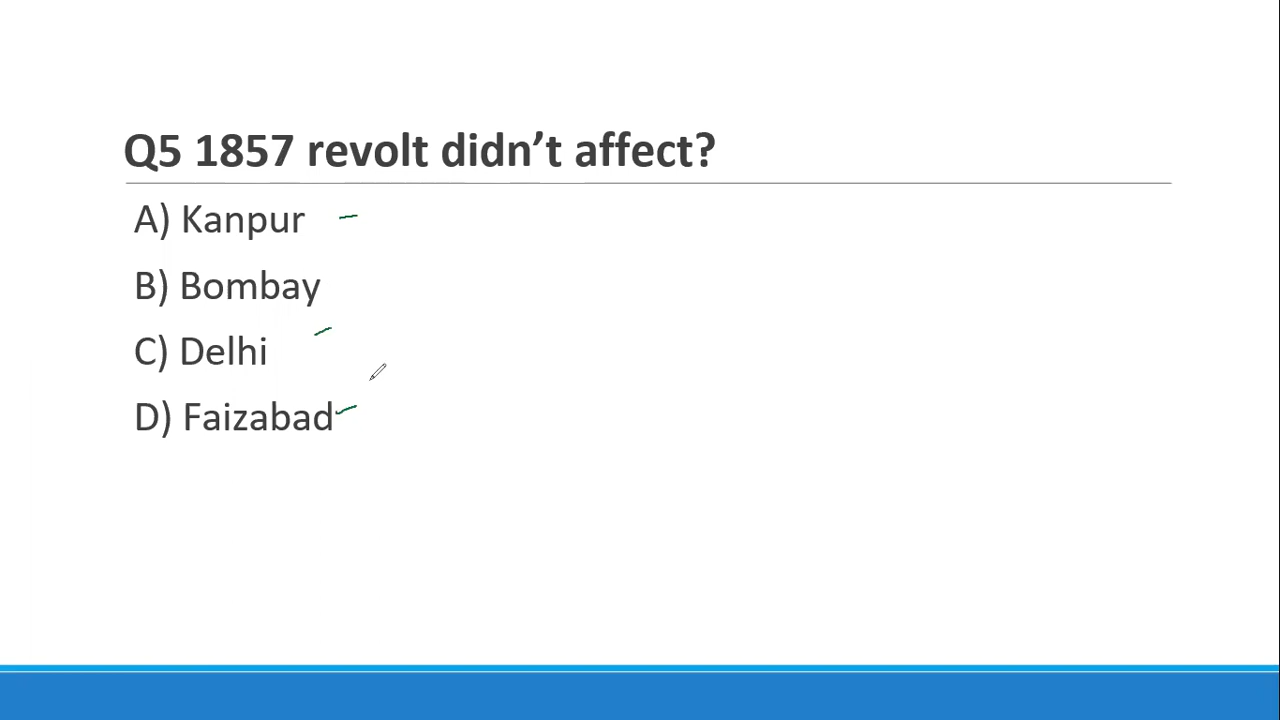 Q5 1857 revolt didn’t affect?
A) Kanpur
B) Bombay
C) Delhi
D) Faizabad